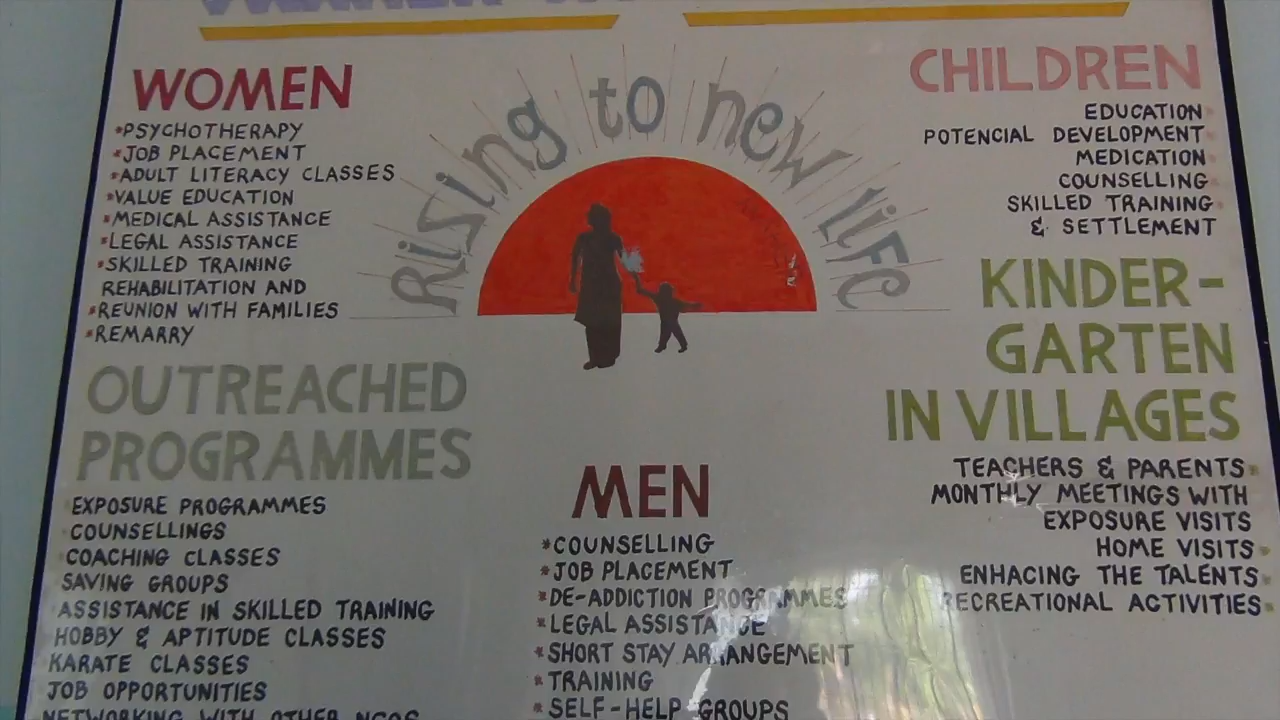 WOMEN
*PSYCHOTHERAPY
*JOB PLACEMENT
*ADULT LITERACY CLASSES
*VALUE EDUCATION
*MEDICAL ASSISTANCE
*LEGAL ASSISTANCE
*SKILLED TRAINING
REHABILITATION AND
*REUNION WITH FAMILIES
*REMARRY
OUTREACHED
PROGRAMMES
EXPOSURE PROGRAMMES
COUNSELLINGS
COACHING CLASSES
SAVING GROUPS
ASSISTANCE IN SKILLED TRAINING
HOBBY & APTITUDE CLASSES
KARATE CLASSES
JOB OPPORTUNITIES
NETWORKING WITH OTHER NGOS
Rising to new life
MEN
*COUNSELLING
*JOB PLACEMENT
*DE-ADDICTION PROGRAMMES
*LEGAL ASSISTANCE
*SHORT STAY ARRANGEMENT
*TRAINING
*SELF-HELP GROUPS
CHILDREN
EDUCATION
POTENCIAL DEVELOPMENT
MEDICATION
COUNSELLING
SKILLED TRAINING
& SETTLEMENT
KINDER-
GARTEN
IN VILLAGES
TEACHERS & PARENTS
MONTHLY MEETINGS WITH
EXPOSURE VISITS
HOME VISITS
ENHACING THE TALENTS
RECREATIONAL ACTIVITIES